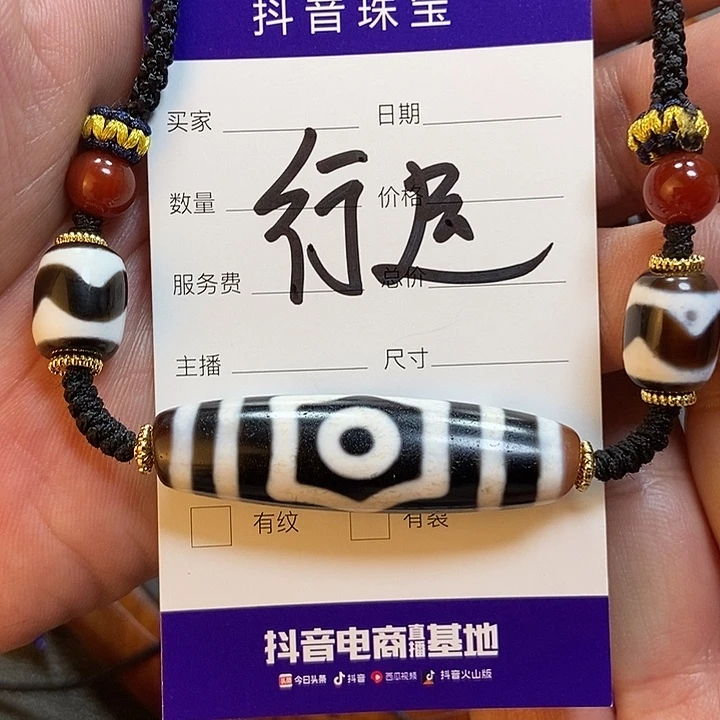 抖音珠宝
买家 日期
数量 价格
行
服务费 总价
主播 尺寸
有纹 有裂
抖音电商直播基地
头条 今日头条 抖音 西瓜视频 抖音火山版